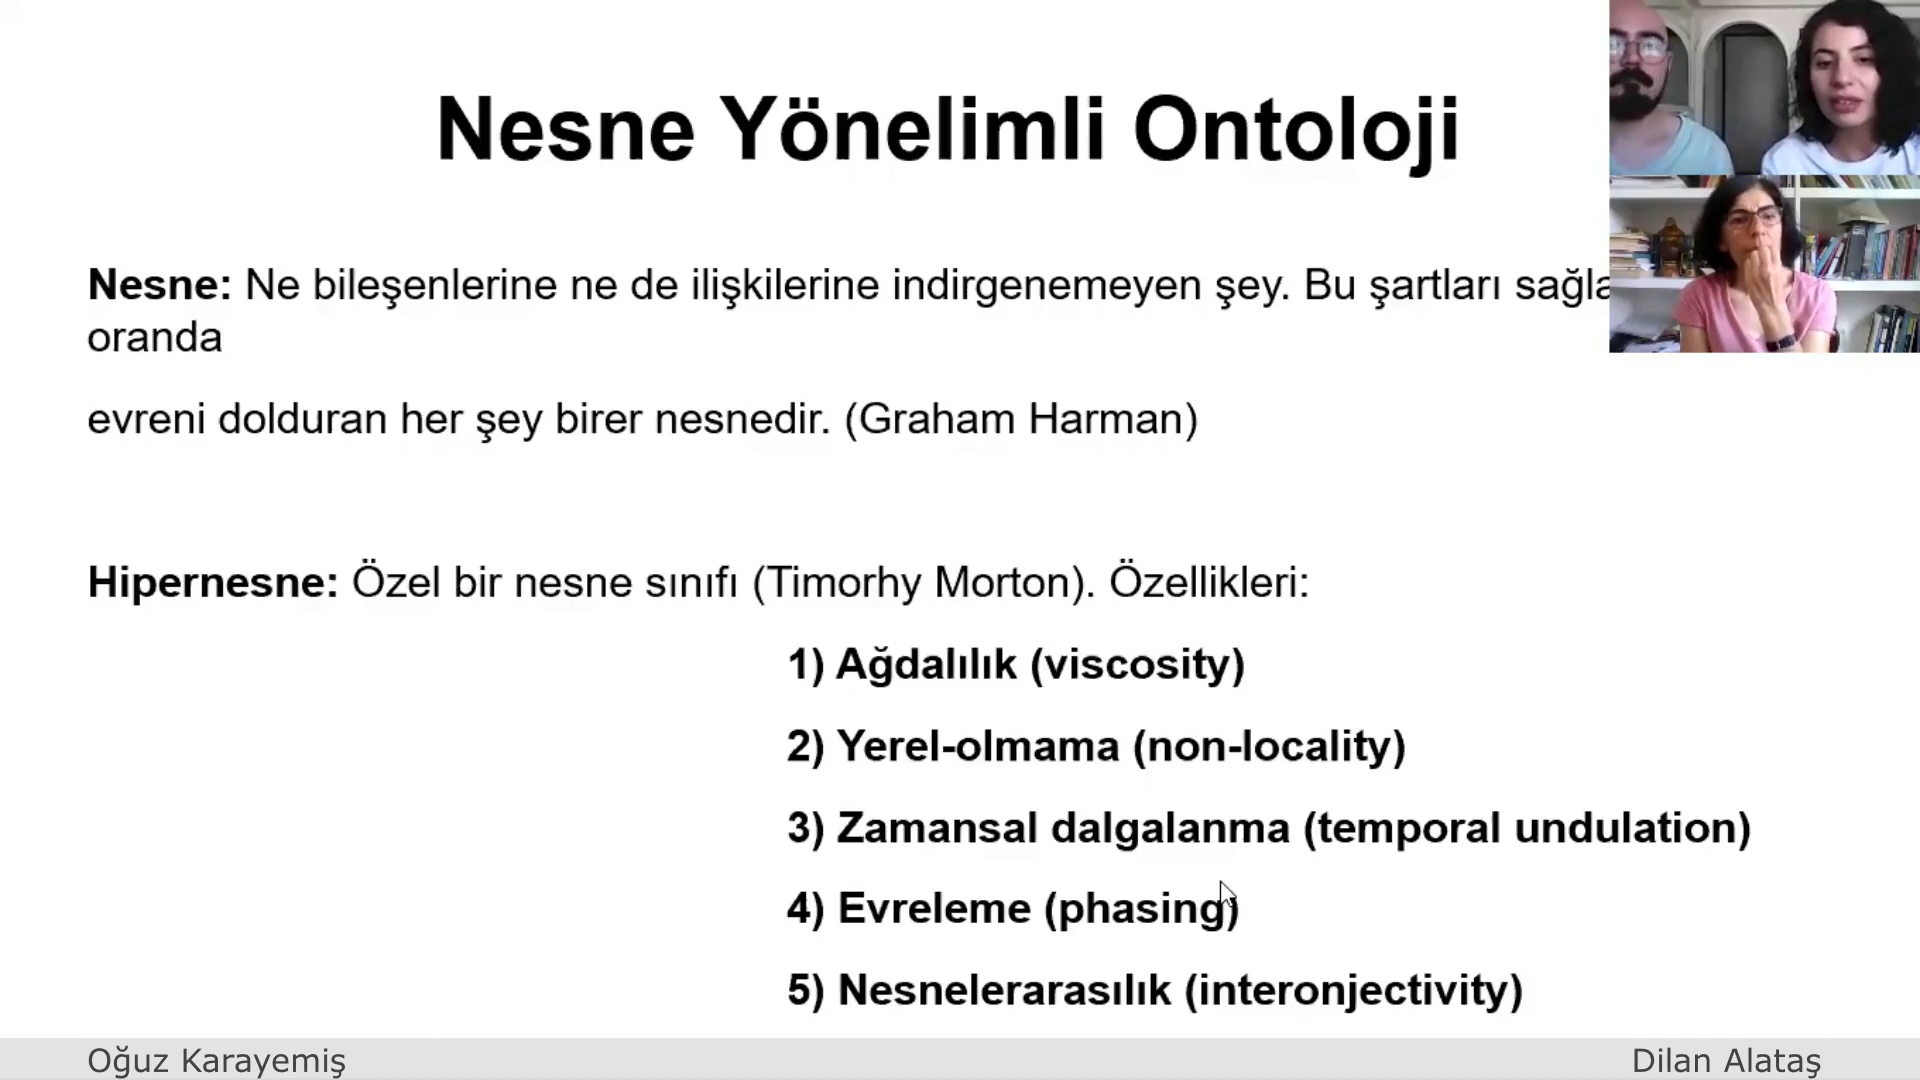 Nesne Yönelimli Ontoloji
Nesne: Ne bileşenlerine ne de ilişkilerine indirgenemeyen şey. Bu şartları
oranda
evreni dolduran her şey birer nesnedir. (Graham Harman)
Hipernesne: Özel bir nesne sınıfı (Timorhy Morton). Özellikleri:
1) Ağdalılık (viscosity)
2) Yerel-olmama (non-locality)
3) Zamansal dalgalanma (temporal undulation)
4) Evreleme (phasing)
5) Nesnelerarasılık (interonjectivity)
Oğuz Karayemiş
Dilan Alataş